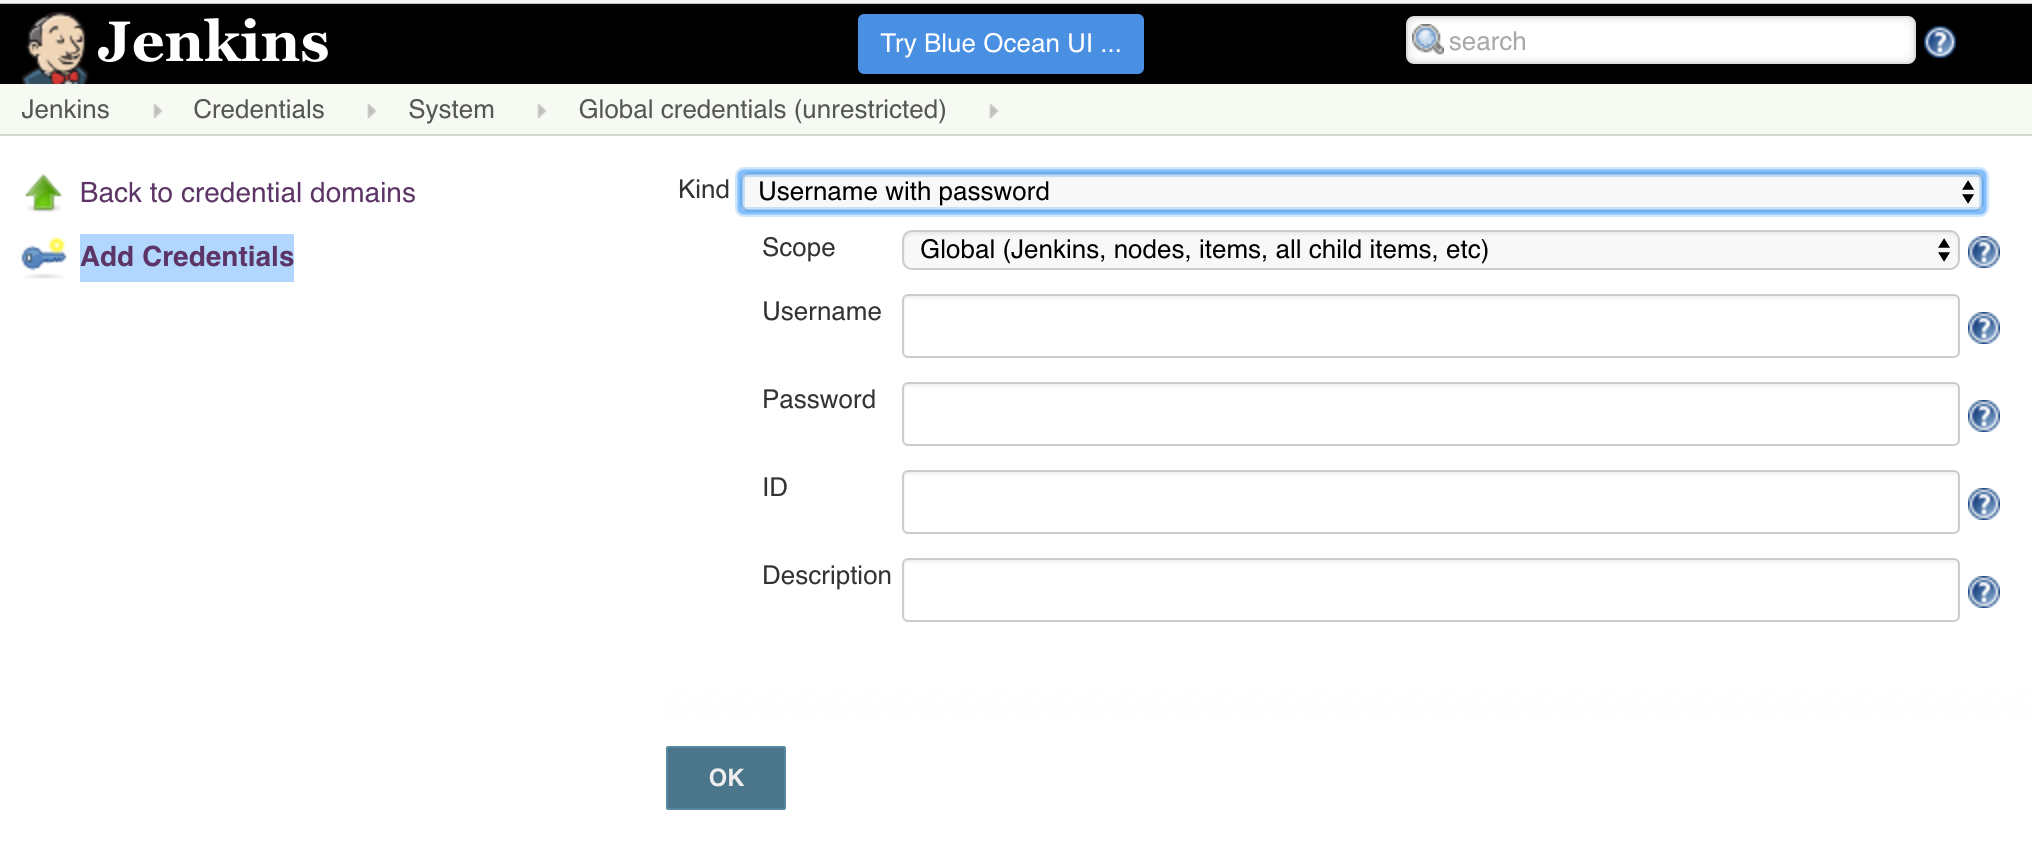 Jenkins
Try Blue Ocean UI ...
search
Jenkins
Credentials
System
Global credentials (unrestricted)
Back to credential domains
Add Credentials
Kind
Username with password
Scope
Global (Jenkins, nodes, items, all child items, etc)
Username
Password
ID
Description
OK